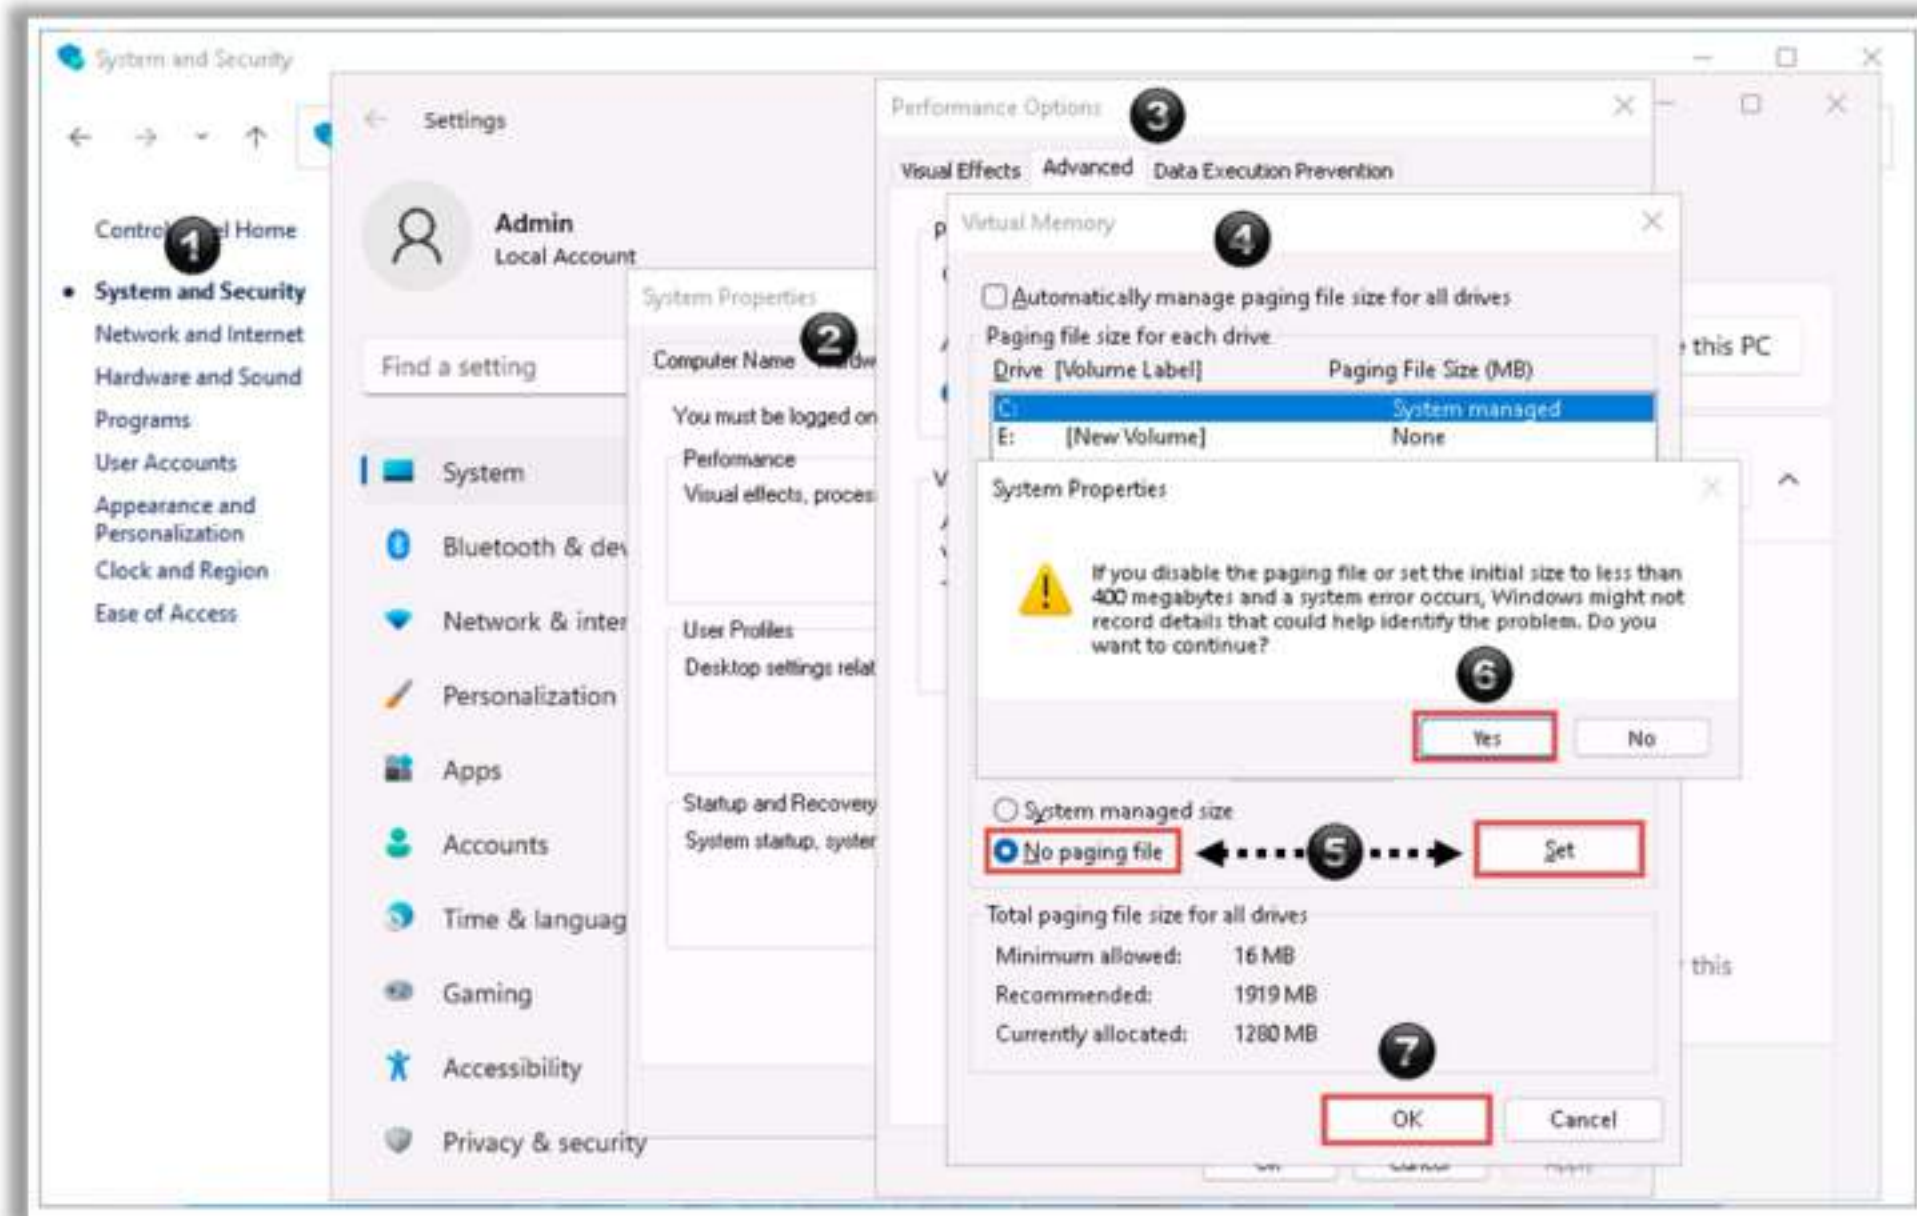 System and Security
Control Home
System and Security
Network and Internet
Hardware and Sound
Programs
User Accounts
Appearance and
Personalization
Clock and Region
Ease of Access
1
Settings
Admin
Local Account
Find a setting
System
Bluetooth & dev
Network & inter
Personalization
Apps
Accounts
Time & languag
Gaming
Accessibility
Privacy & security
System Properties
2
Computer Name
You must be logged on
Performance
Visual effects, proces
User Profiles
Desktop settings relat
Startup and Recovery
System startup, system
Performance Options
3
Visual Effects Advanced Data Execution Prevention
Virtual Memory
4
Automatically manage paging file size for all drives
Paging file size for each drive
Drive [Volume Label] Paging File Size (MB)
C: System managed
E: [New Volume] None
System Properties
If you disable the paging file or set the initial size to less than
400 megabytes and a system error occurs, Windows might not
record details that could help identify the problem. Do you
want to continue?
6
Yes No
System managed size
No paging file 5 Set
Total paging file size for all drives
Minimum allowed: 16 MB
Recommended: 1919 MB
Currently allocated: 1280 MB
7
OK Cancel
this PC
this